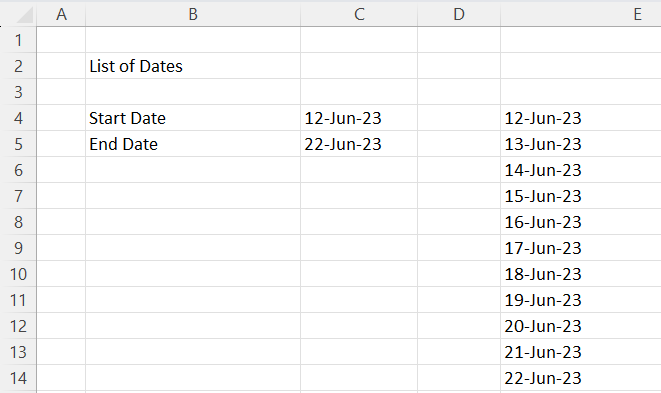 A B C D E
1
2 List of Dates
3
4 Start Date 12-Jun-23 12-Jun-23
5 End Date 22-Jun-23 13-Jun-23
6 14-Jun-23
7 15-Jun-23
8 16-Jun-23
9 17-Jun-23
10 18-Jun-23
11 19-Jun-23
12 20-Jun-23
13 21-Jun-23
14 22-Jun-23